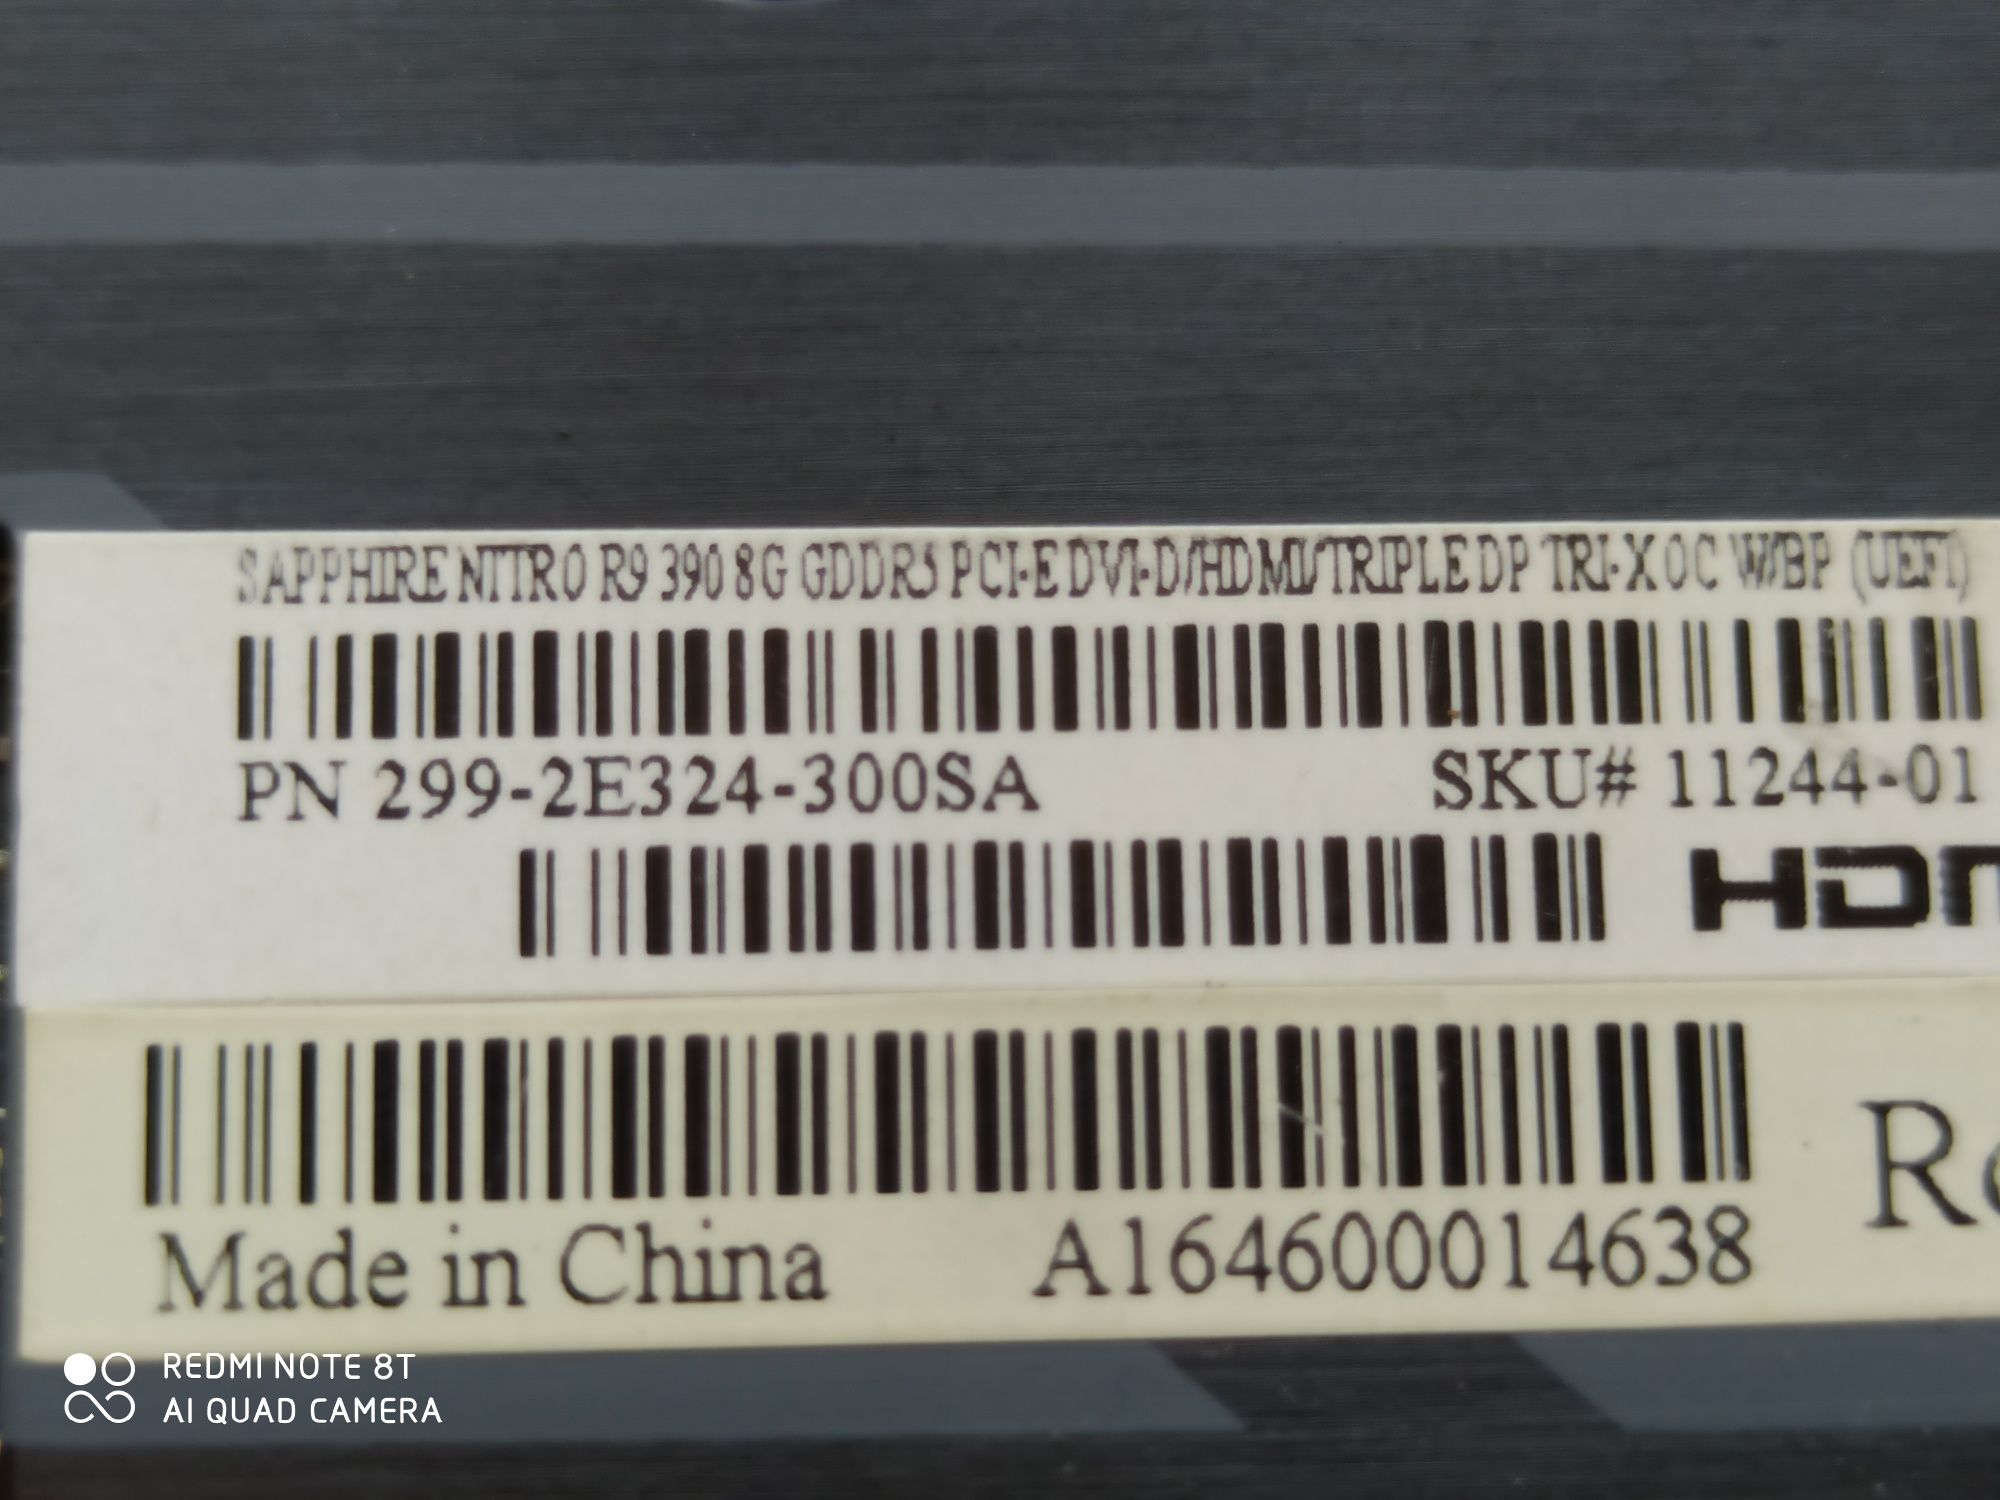 SAPPHIRE NITRO R9 390 8G GDDR5 PCI-E DVI-D/HDMI/TRIPLE DP TRI-X OC W/BP (UEFI)
PN 299-2E324-300SA SKU# 11244-01
Made in China A164600014638
REDMI NOTE 8T
AI QUAD CAMERA